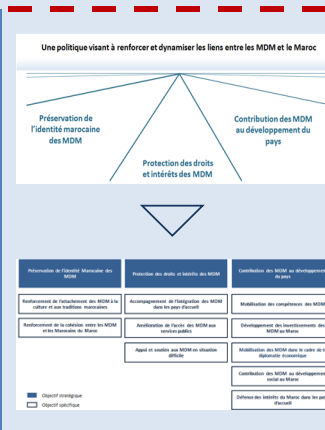 Une politique visant à renforcer et dynamiser les liens entre les MDM et le Maroc
Préservation de
l'identité marocaine
des MDM
Contribution des MDM
au développement du
pays
Protection des droits
et intérêts des MDM
Préservation de l'identité Marocaine des
MDM
Protection des droits et intérêts des MDM
Contribution des MDM au développement
du pays
Renforcement de l'attachement des MDM à la
culture et aux traditions marocaines
Accompagnement de l'intégration des MDM
dans les pays d'accueil
Mobilisation des compétences des MDM
Renforcement de la cohésion entre les MDM
et les Marocains du Maroc
Amélioration de l'accès des MDM aux
services publics
Développement des investissements des
MDM au Maroc
Appui et soutien aux MDM en situation
difficile
Mobilisation des MDM dans le cadre de la
diplomatie économique
Contribution des MDM au développement
social au Maroc
Défense des intérêts du Maroc dans les pays
d'accueil
Objectif stratégique
Objectif spécifique